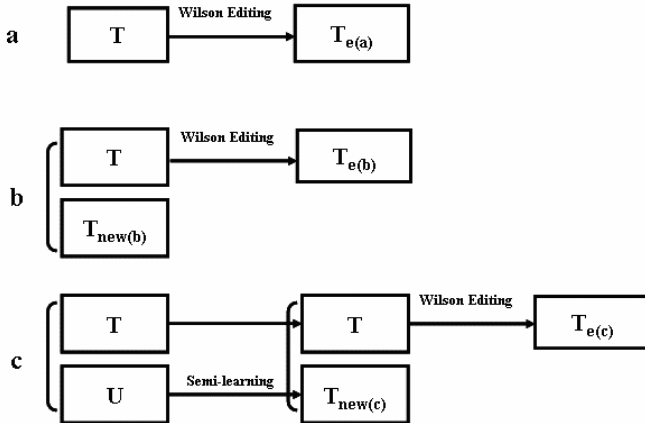 a
T
Wilson Editing
Te(a)
b
T
Wilson Editing
Te(b)
Tnew(b)
c
T
T
Wilson Editing
Te(c)
U
Semi-learning
Tnew(c)